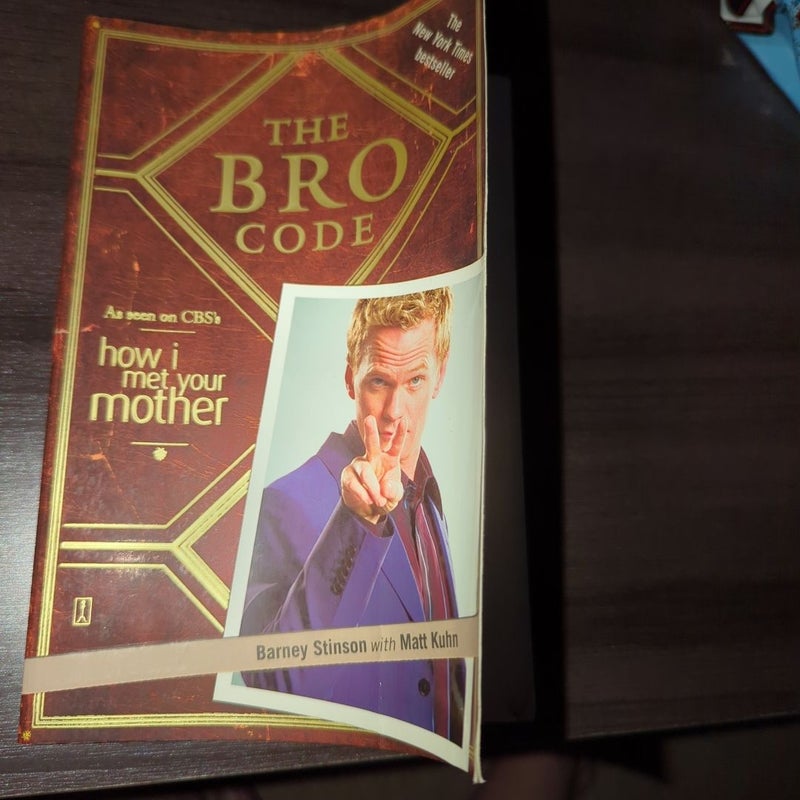 The
New York Times
bestseller
THE
BRO
CODE
As seen on CBS's
how i
met your
mother
Barney Stinson with Matt Kuhn